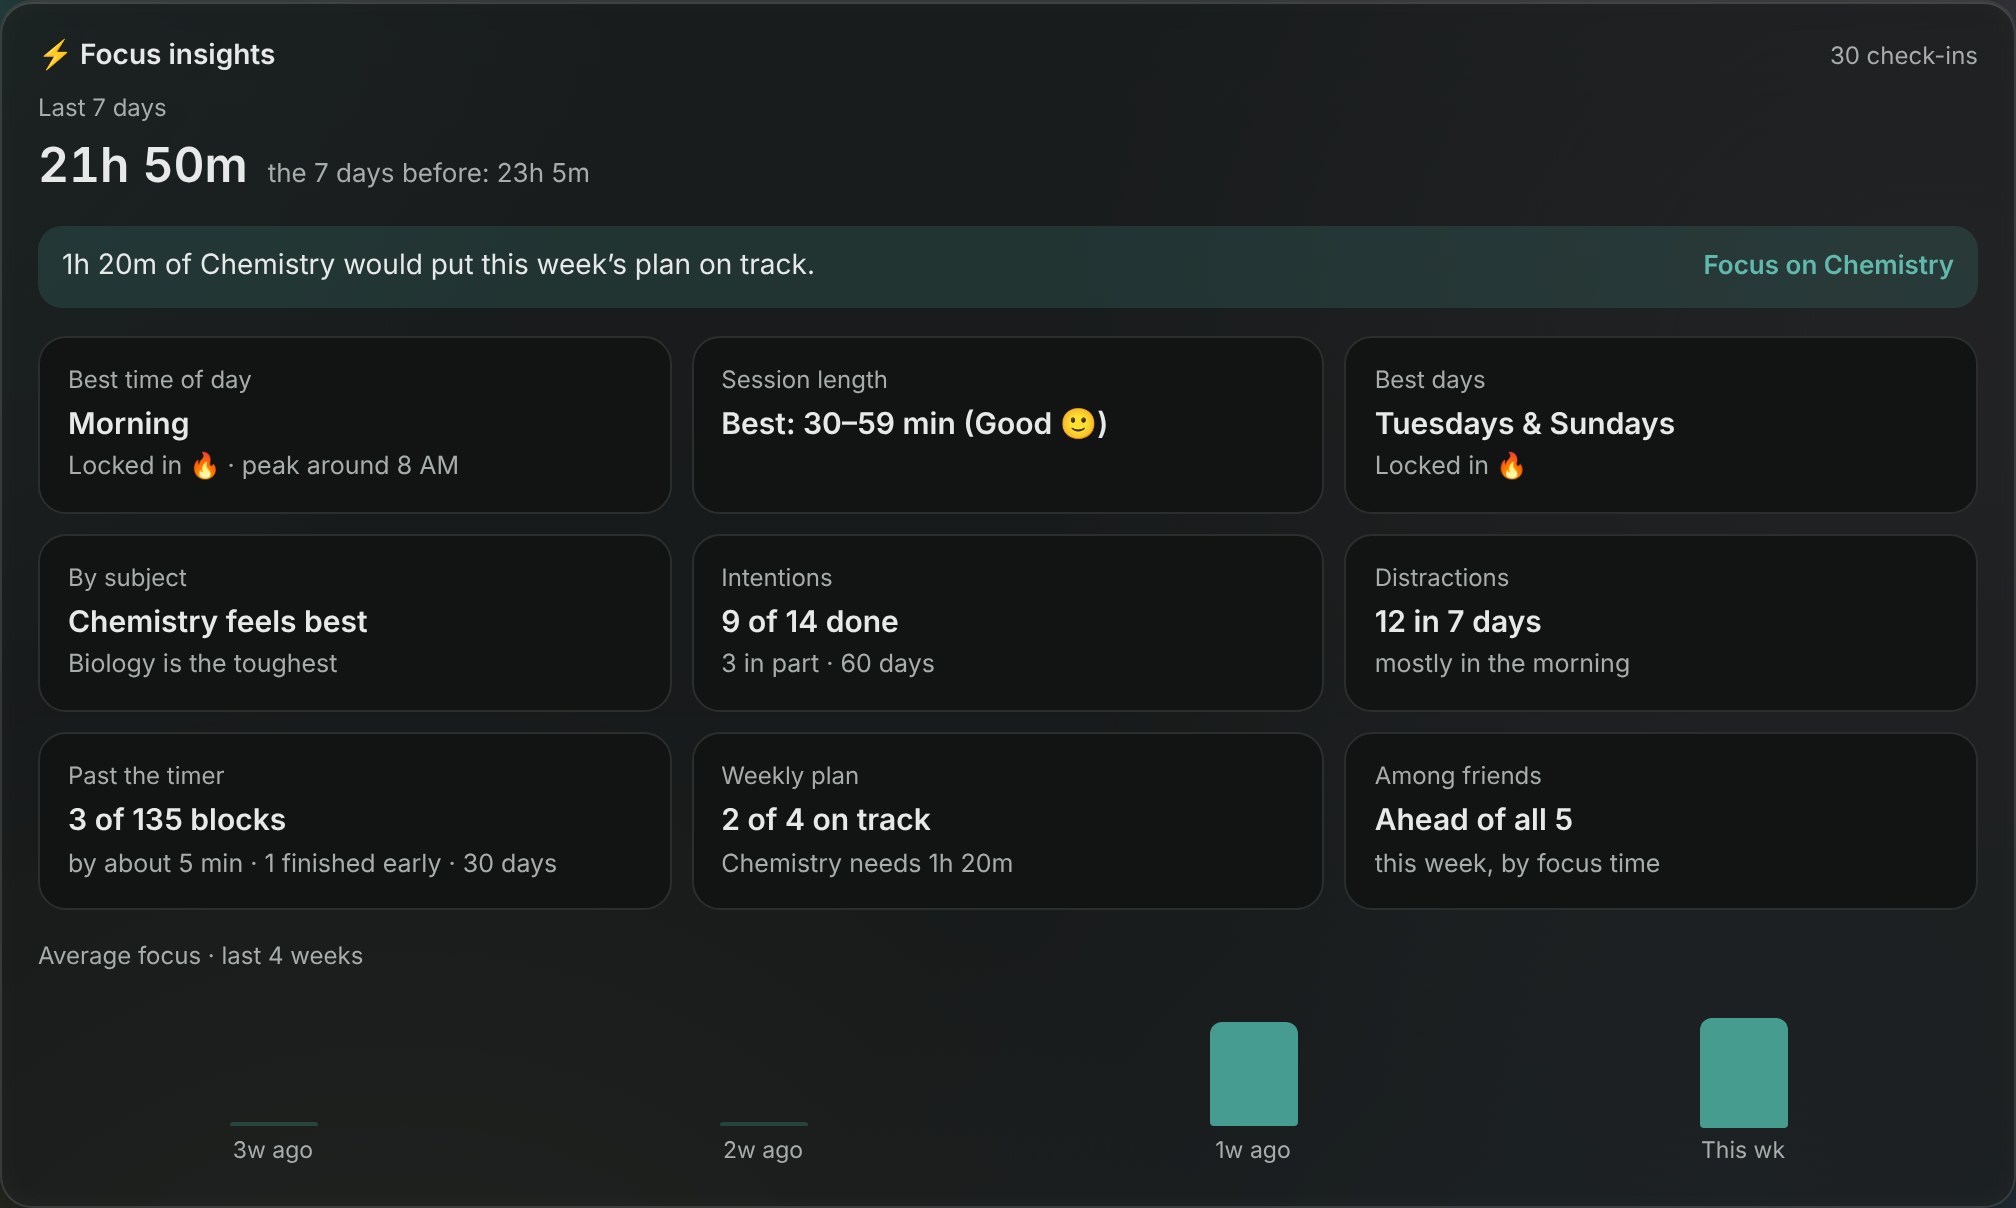 ⚡ Focus insights
30 check-ins
Last 7 days
21h 50m the 7 days before: 23h 5m
1h 20m of Chemistry would put this week’s plan on track.
Focus on Chemistry
Best time of day
Morning
Locked in 🔥 · peak around 8 AM
Session length
Best: 30–59 min (Good 🙂)
Best days
Tuesdays & Sundays
Locked in 🔥
By subject
Chemistry feels best
Biology is the toughest
Intentions
9 of 14 done
3 in part · 60 days
Distractions
12 in 7 days
mostly in the morning
Past the timer
3 of 135 blocks
by about 5 min · 1 finished early · 30 days
Weekly plan
2 of 4 on track
Chemistry needs 1h 20m
Among friends
Ahead of all 5
this week, by focus time
Average focus · last 4 weeks
3w ago
2w ago
1w ago
This wk